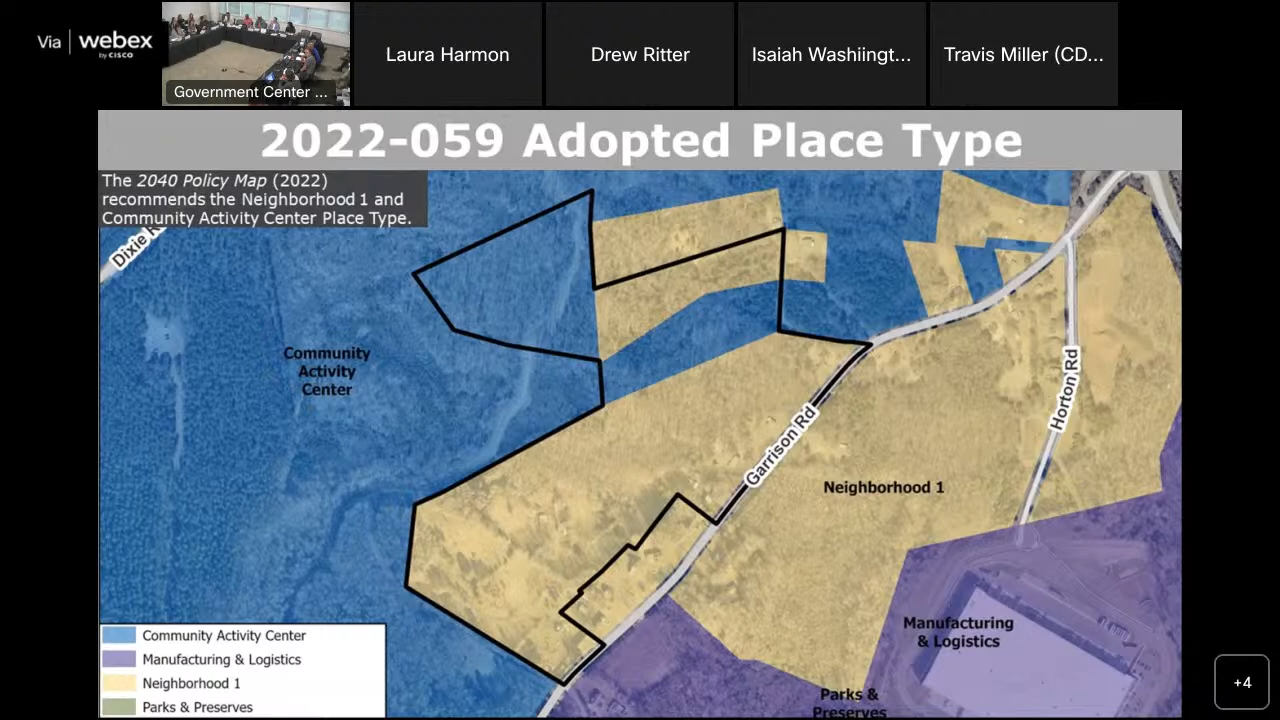 Via webex
by CISCO
Government Center ...
Laura Harmon
Drew Ritter
Isaiah Washiingt...
Travis Miller (CD...
2022-059 Adopted Place Type
The 2040 Policy Map (2022)
recommends the Neighborhood 1 and
Community Activity Center Place Type.
Dixie R
Community
Activity
Center
Horton Rd
Garrison Rd
Neighborhood 1
Manufacturing
& Logistics
Parks &
Preserves
Community Activity Center
Manufacturing & Logistics
Neighborhood 1
Parks & Preserves
+4